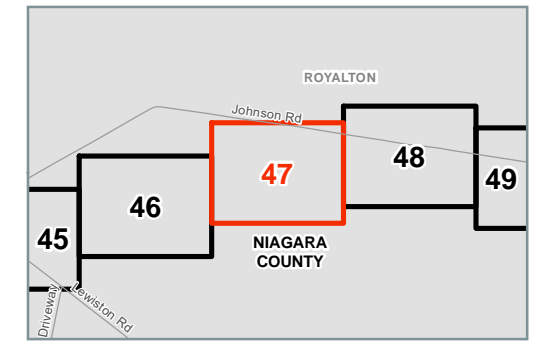 ROYALTON
Johnson Rd
48
47
49
46
45
NIAGARA
COUNTY
Lewiston Rd
Driveway